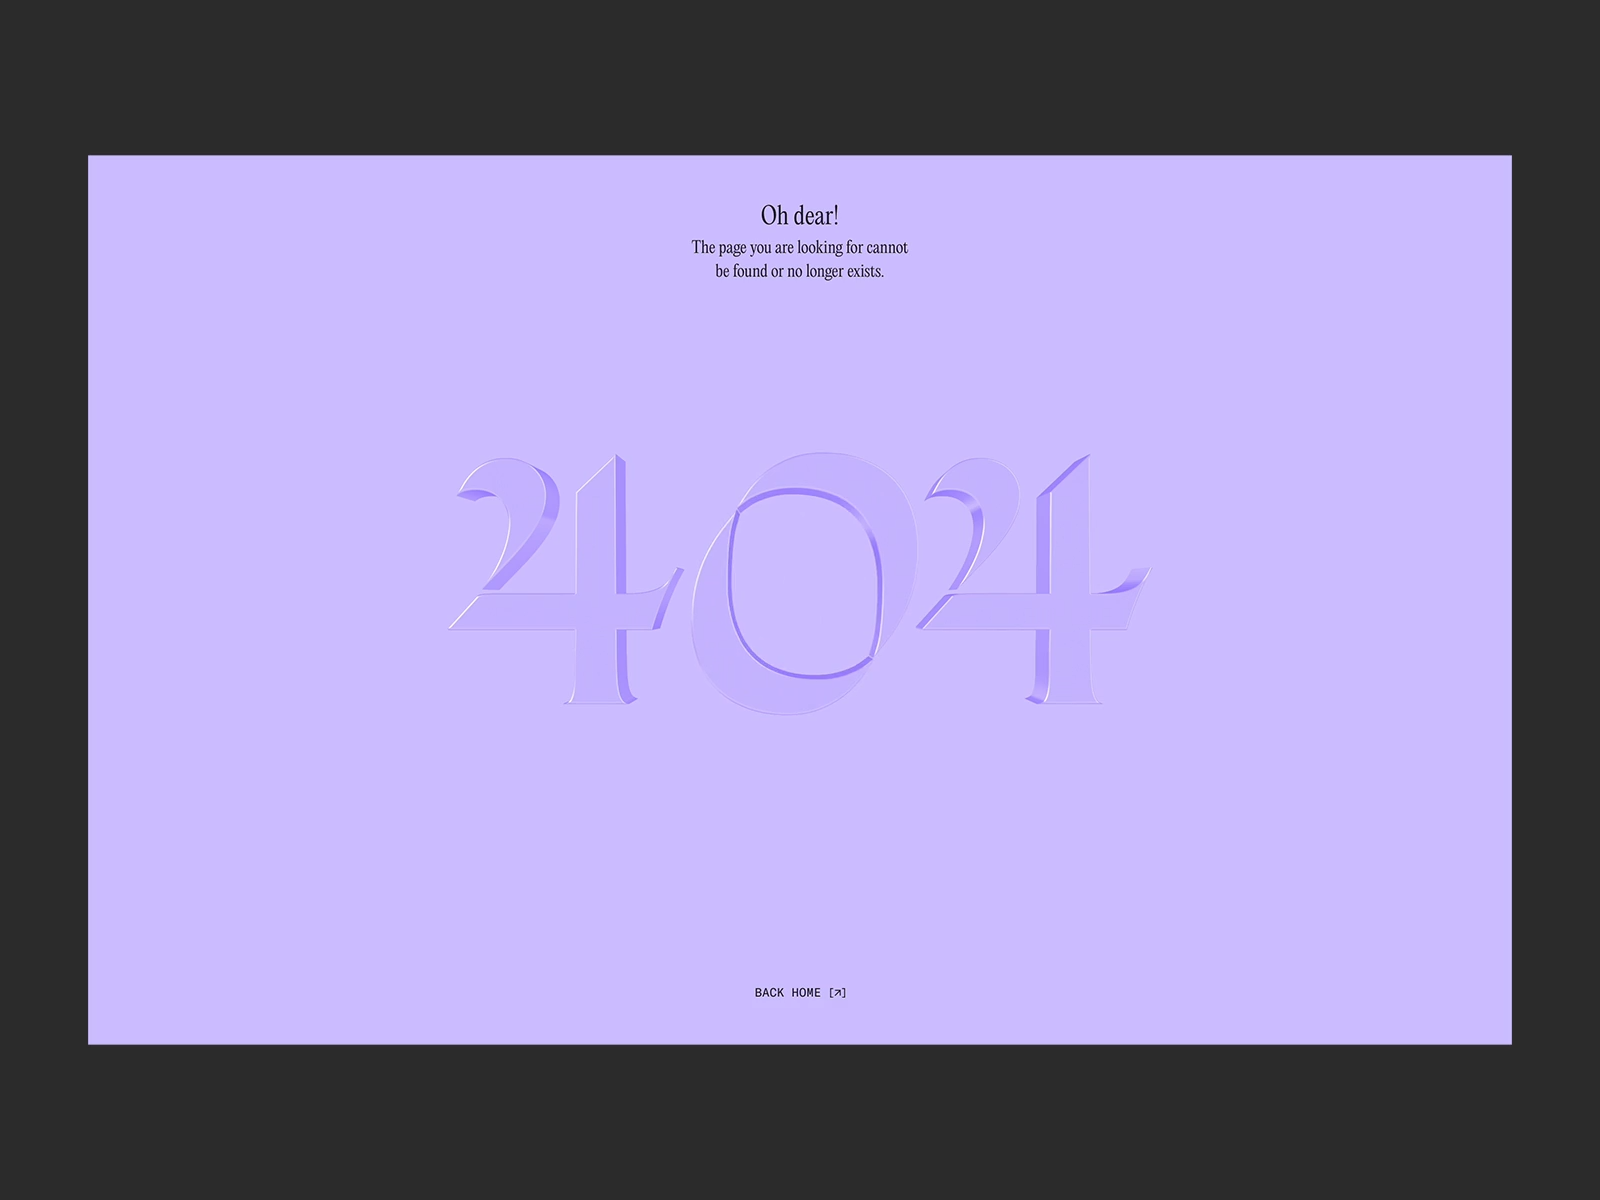 Oh dear!
The page you are looking for cannot
be found or no longer exists.
404
BACK HOME [↗]